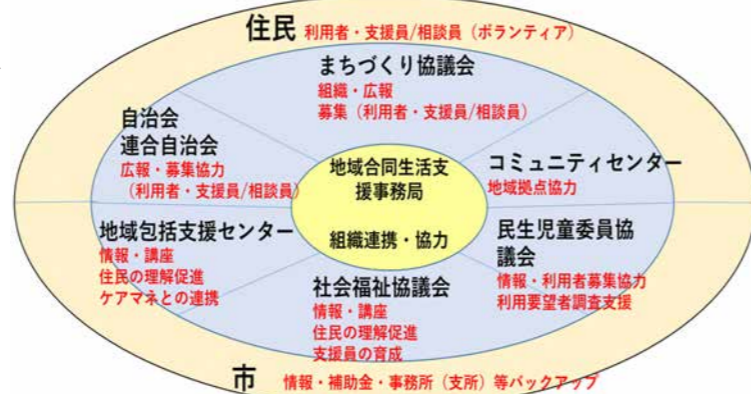 住民 利用者・支援員/相談員（ボランティア）
まちづくり協議会
組織・広報
募集（利用者・支援員/相談員）
自治会
連合自治会
広報・募集協力
（利用者・支援員/相談員）
地域合同生活支
援事務局
組織連携・協力
コミュニティセンター
地域拠点協力
地域包括支援センター
情報・講座
住民の理解促進
ケアマネとの連携
民生児童委員協
議会
情報・利用者募集協力
利用要望者調査支援
社会福祉協議会
情報・講座
住民の理解促進
支援員の育成
市 情報・補助金・事務所（支所）等バックアップ